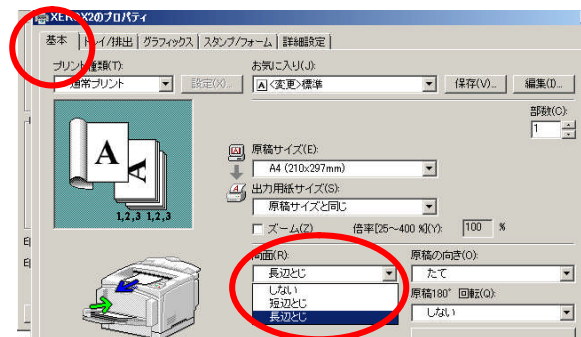 XEROX2のプロパティ
基本 トレイ/排出 グラフィックス スタンプ/フォーム 詳細設定
プリント種類(T):
通常プリント
設定(X)...
お気に入り(J):
A <変更>標準
保存(V)...
編集(I)...
部数(C):
1
A
A
1,2,3 1,2,3
原稿サイズ(E):
A4 (210x297mm)
出力用紙サイズ(S):
原稿サイズと同じ
ズーム(Z)
倍率[25～400 %](Y):
100 %
両面(R):
長辺とじ
しない
短辺とじ
長辺とじ
原稿の向き(O):
たて
原稿180° 回転(Q):
しない